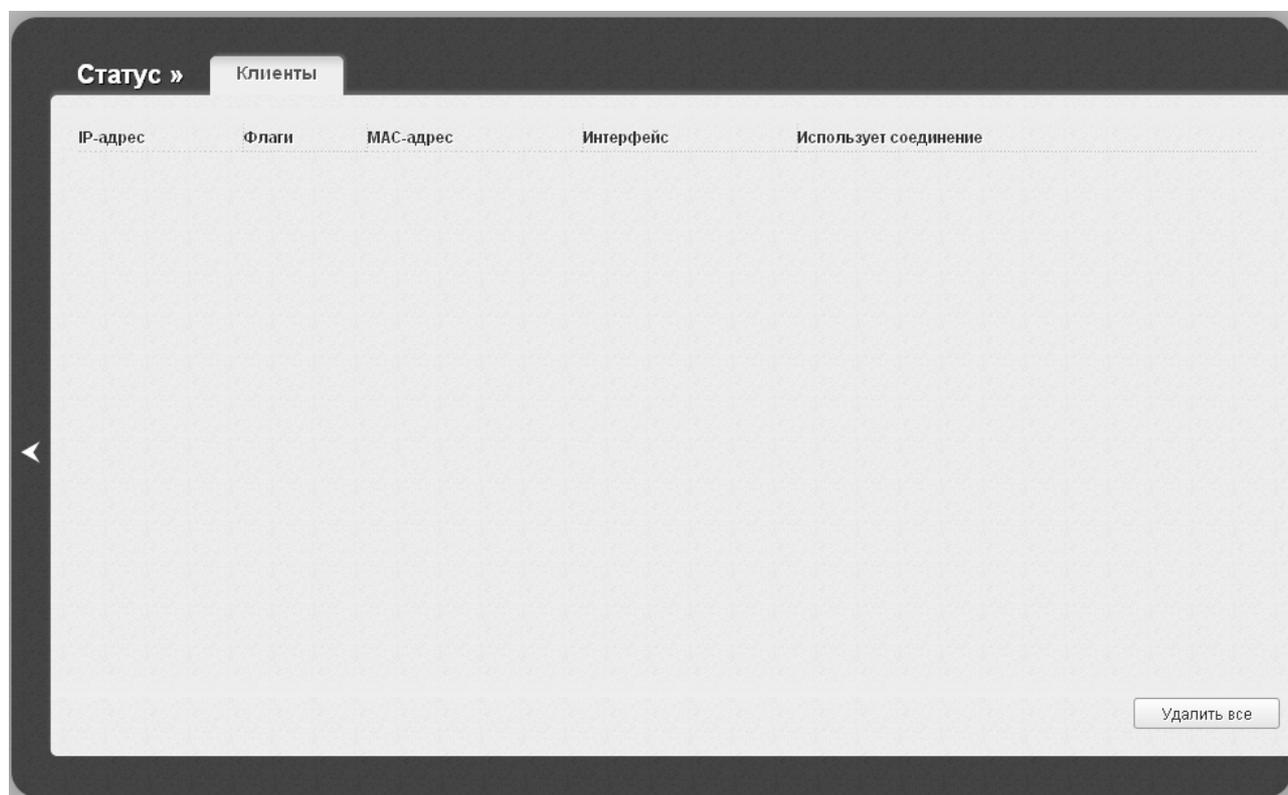 Статус » Клиенты
IP-адрес Флаги MAC-адрес Интерфейс Использует соединение
Удалить все